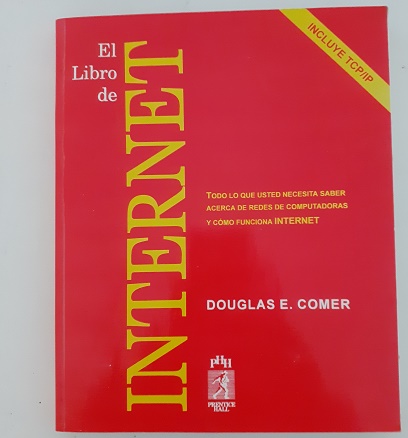 El
Libro
de
INTERNET
INCLUYE TCP/IP
TODO LO QUE USTED NECESITA SABER
ACERCA DE REDES DE COMPUTADORAS
Y CÓMO FUNCIONA INTERNET
DOUGLAS E. COMER
PHH
PRENTICE
HALL